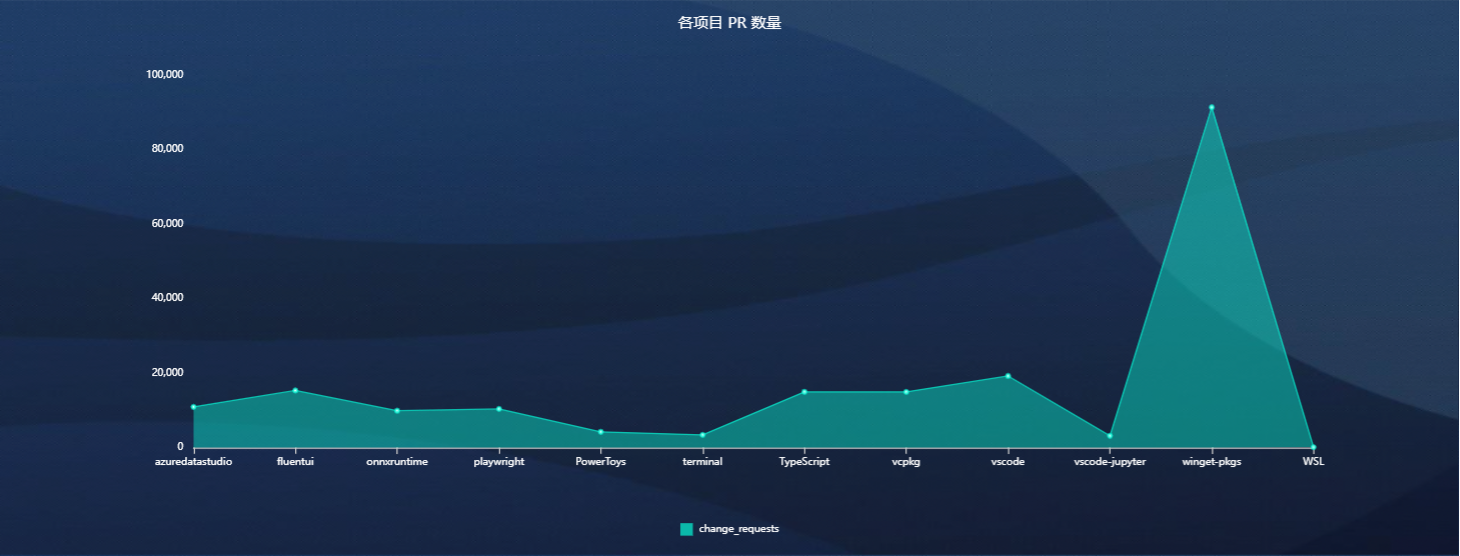 各项目 PR 数量
100,000
80,000
60,000
40,000
20,000
0
azuredatastudio fluentui onnxruntime playwright PowerToys terminal TypeScript vcpkg vscode vscode-jupyter winget-pkgs WSL
change_requests